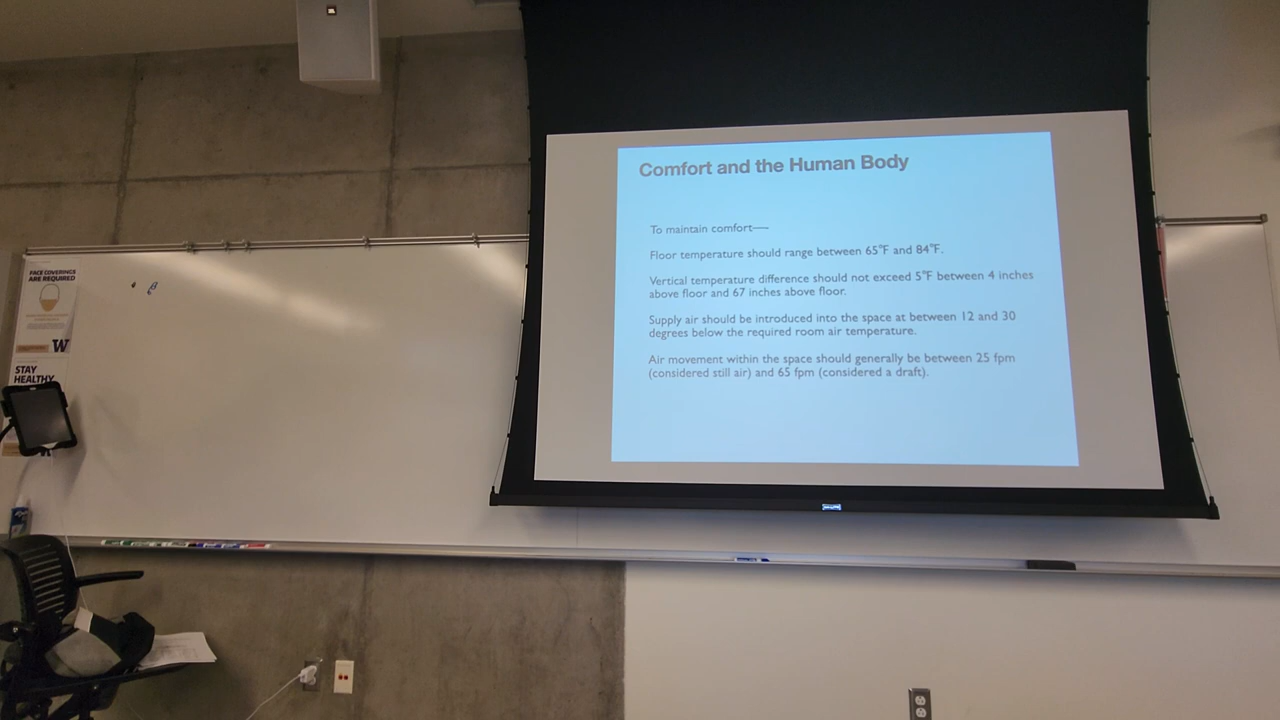 Comfort and the Human Body
To maintain comfort—
Floor temperature should range between 65°F and 84°F.
Vertical temperature difference should not exceed 5°F between 4 inches
above floor and 67 inches above floor.
Supply air should be introduced into the space at between 12 and 30
degrees below the required room air temperature.
Air movement within the space should generally be between 25 fpm
(considered still air) and 65 fpm (considered a draft).
FACE COVERINGS
ARE REQUIRED
W
STAY
HEALTHY